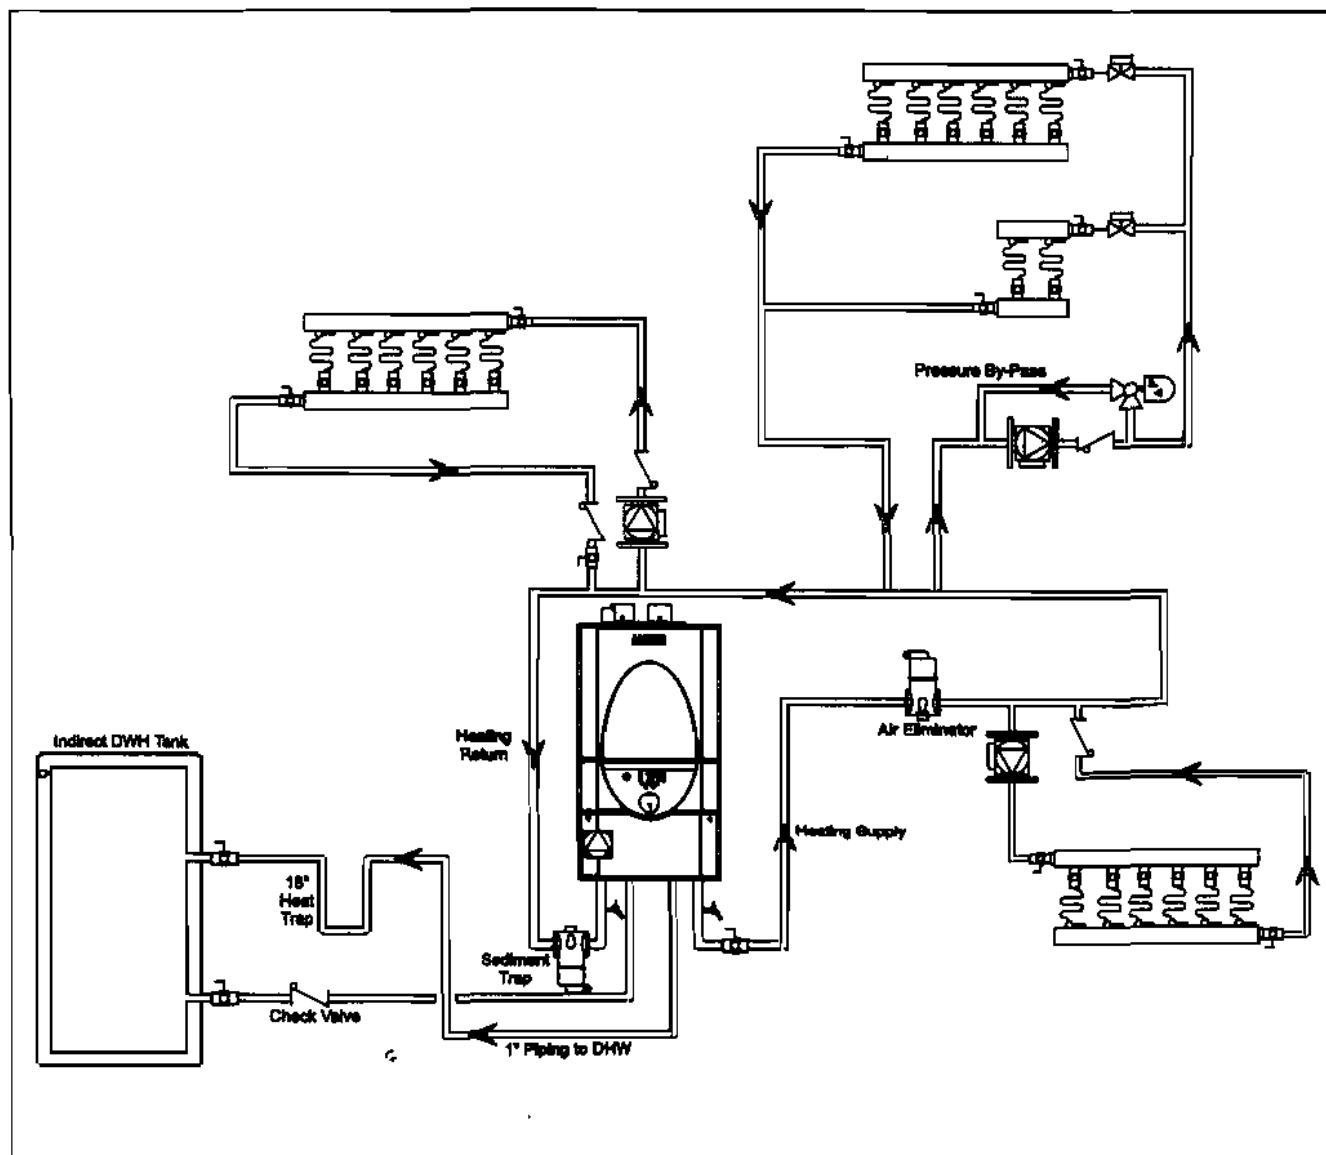 Pressure By-Pass
Heating
Return
Air Eliminator
Indirect DWH Tank
Heating Supply
18"
Heat
Trap
Sediment
Trap
Check Valve
1" Piping to DHW